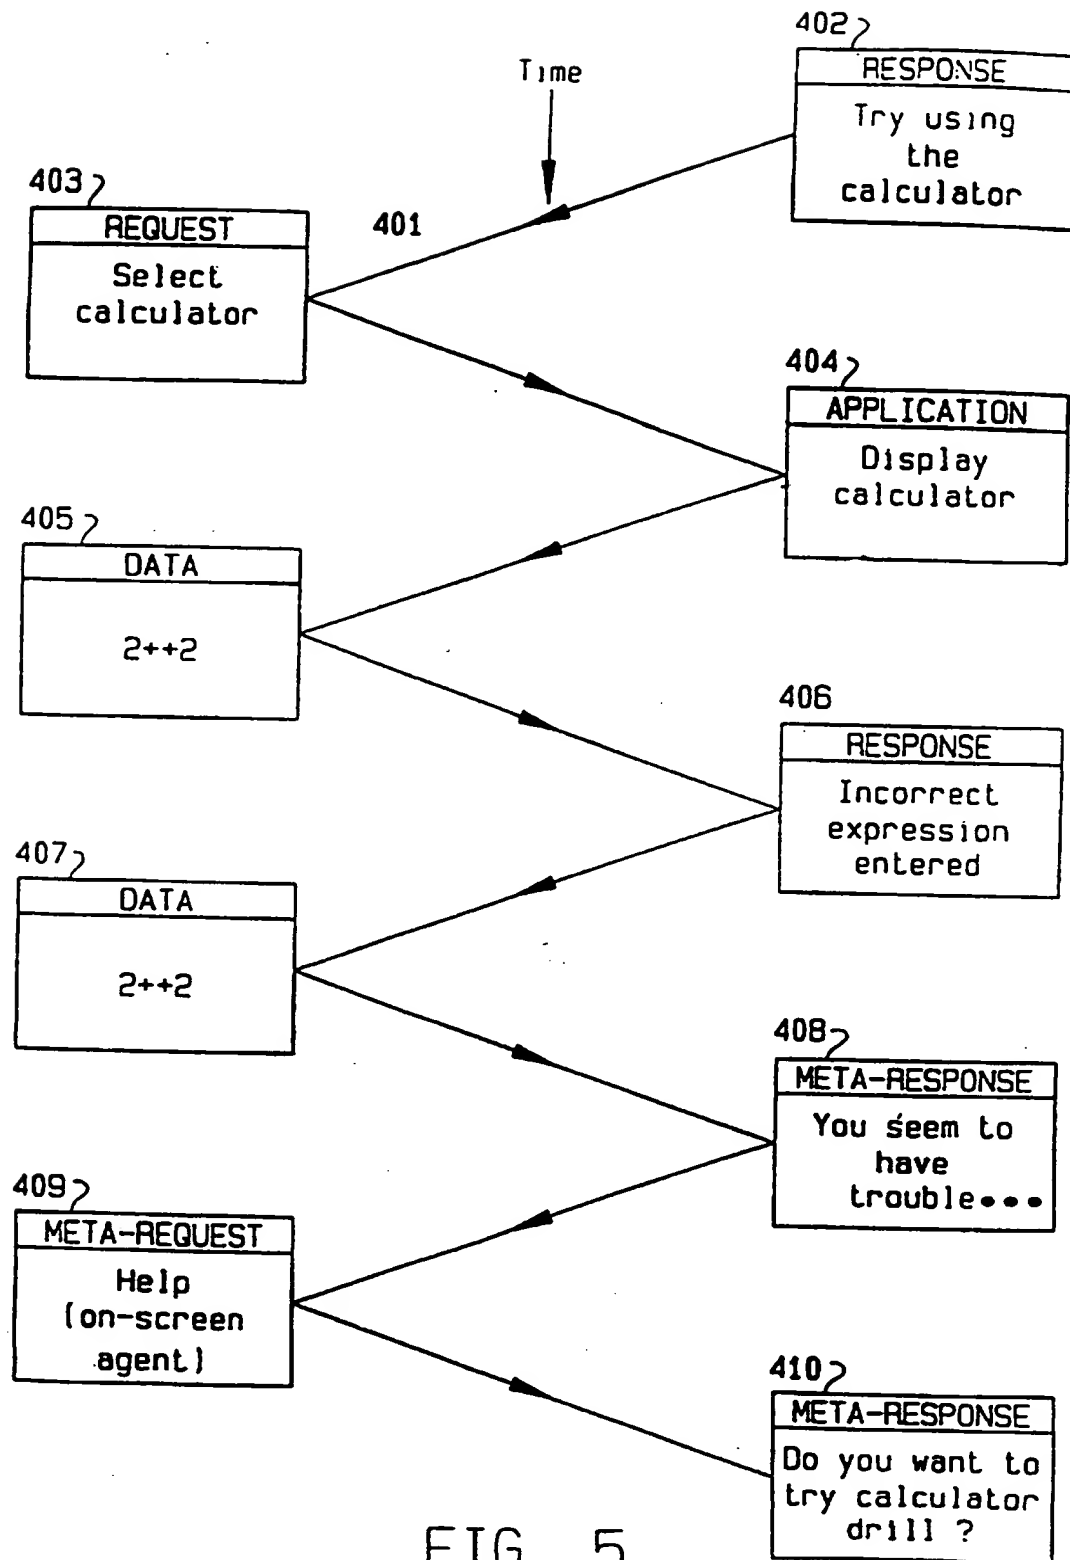 402
RESPONSE
Try using
the
calculator
Time
403
REQUEST
Select
calculator
401
404
APPLICATION
Display
calculator
405
DATA
2++2
406
RESPONSE
Incorrect
expression
entered
407
DATA
2++2
408
META-RESPONSE
You seem to
have
trouble•••
409
META-REQUEST
Help
(on-screen
agent)
410
META-RESPONSE
Do you want to
try calculator
drill ?
FIG. 5